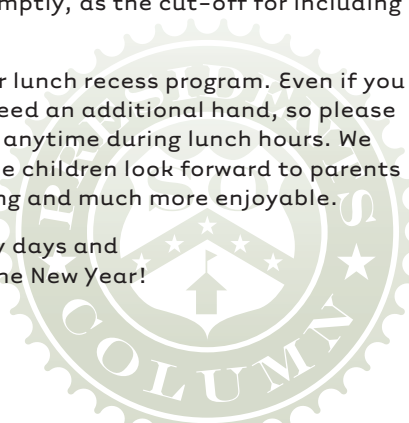 omptly, as the cut-off for including
r lunch recess program. Even if you
eed an additional hand, so please
anytime during lunch hours. We
e children look forward to parents
ng and much more enjoyable.
y days and
he New Year!
PRESIDENTS
COLUMN